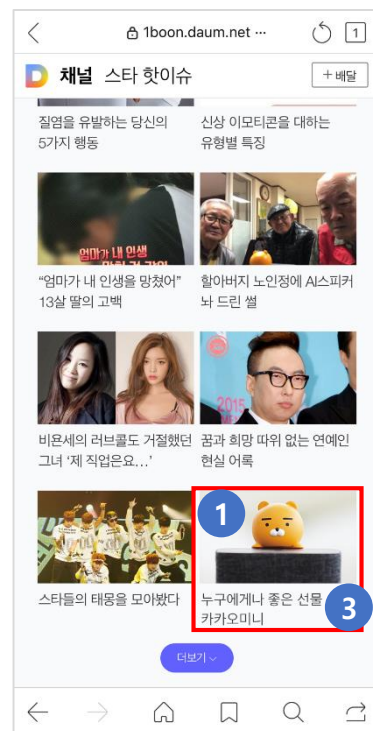 1boon.daum.net ...
1
채널 스타 핫이슈
+ 배달
질염을 유발하는 당신의
5가지 행동
신상 이모티콘을 대하는
유형별 특징
엄마가 내 인생
“엄마가 내 인생을 망쳤어”
13살 딸의 고백
할아버지 노인정에 AI스피커
놔 드린 썰
2015
비욘세의 러브콜도 거절했던
그녀 ‘제 직업은요...’
꿈과 희망 따위 없는 연예인
현실 어록
스타들의 태몽을 모아봤다
1
누구에게나 좋은 선물
카카오미니
3
더보기